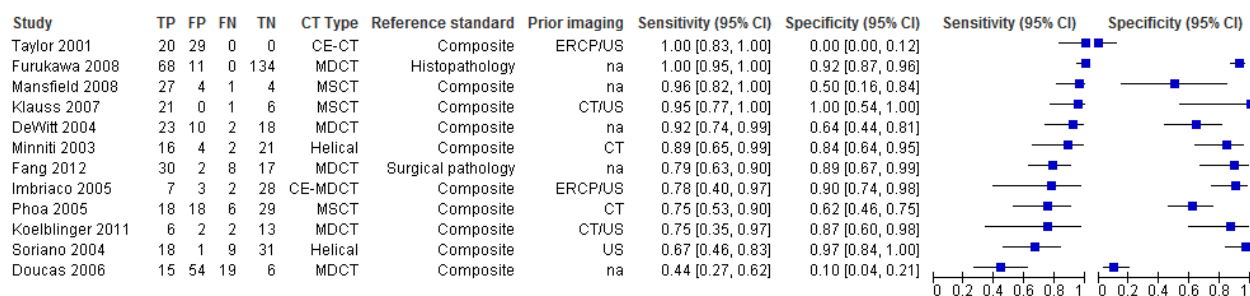 Study TP FP FN TN CT Type Reference standard Prior imaging Sensitivity (95% CI) Specificity (95% CI) Sensitivity (95% CI) Specificity (95% CI)
Taylor 2001 20 29 0 0 CE-CT Composite ERCP/US 1.00 [0.83, 1.00] 0.00 [0.00, 0.12]
Furukawa 2008 68 11 0 134 MDCT Histopathology na 1.00 [0.95, 1.00] 0.92 [0.87, 0.96]
Mansfield 2008 27 4 1 4 MSCT Composite na 0.96 [0.82, 1.00] 0.50 [0.16, 0.84]
Klauss 2007 21 0 1 6 MSCT Composite CT/US 0.95 [0.77, 1.00] 1.00 [0.54, 1.00]
DeWitt 2004 23 10 2 18 MDCT Composite na 0.92 [0.74, 0.99] 0.64 [0.44, 0.81]
Minniti 2003 16 4 2 21 Helical Composite CT 0.89 [0.65, 0.99] 0.84 [0.64, 0.95]
Fang 2012 30 2 8 17 MDCT Surgical pathology na 0.79 [0.63, 0.90] 0.89 [0.67, 0.99]
Imbriaco 2005 7 3 2 28 CE-MDCT Composite ERCP/US 0.78 [0.40, 0.97] 0.90 [0.74, 0.98]
Phoa 2005 18 18 6 29 MSCT Composite CT 0.75 [0.53, 0.90] 0.62 [0.46, 0.75]
Koelblinger 2011 6 2 2 13 MDCT Composite CT/US 0.75 [0.35, 0.97] 0.87 [0.60, 0.98]
Soriano 2004 18 1 9 31 Helical Composite US 0.67 [0.46, 0.83] 0.97 [0.84, 1.00]
Doucas 2006 15 54 19 6 MDCT Composite na 0.44 [0.27, 0.62] 0.10 [0.04, 0.21]
0 0.2 0.4 0.6 0.8 1 0 0.2 0.4 0.6 0.8 1